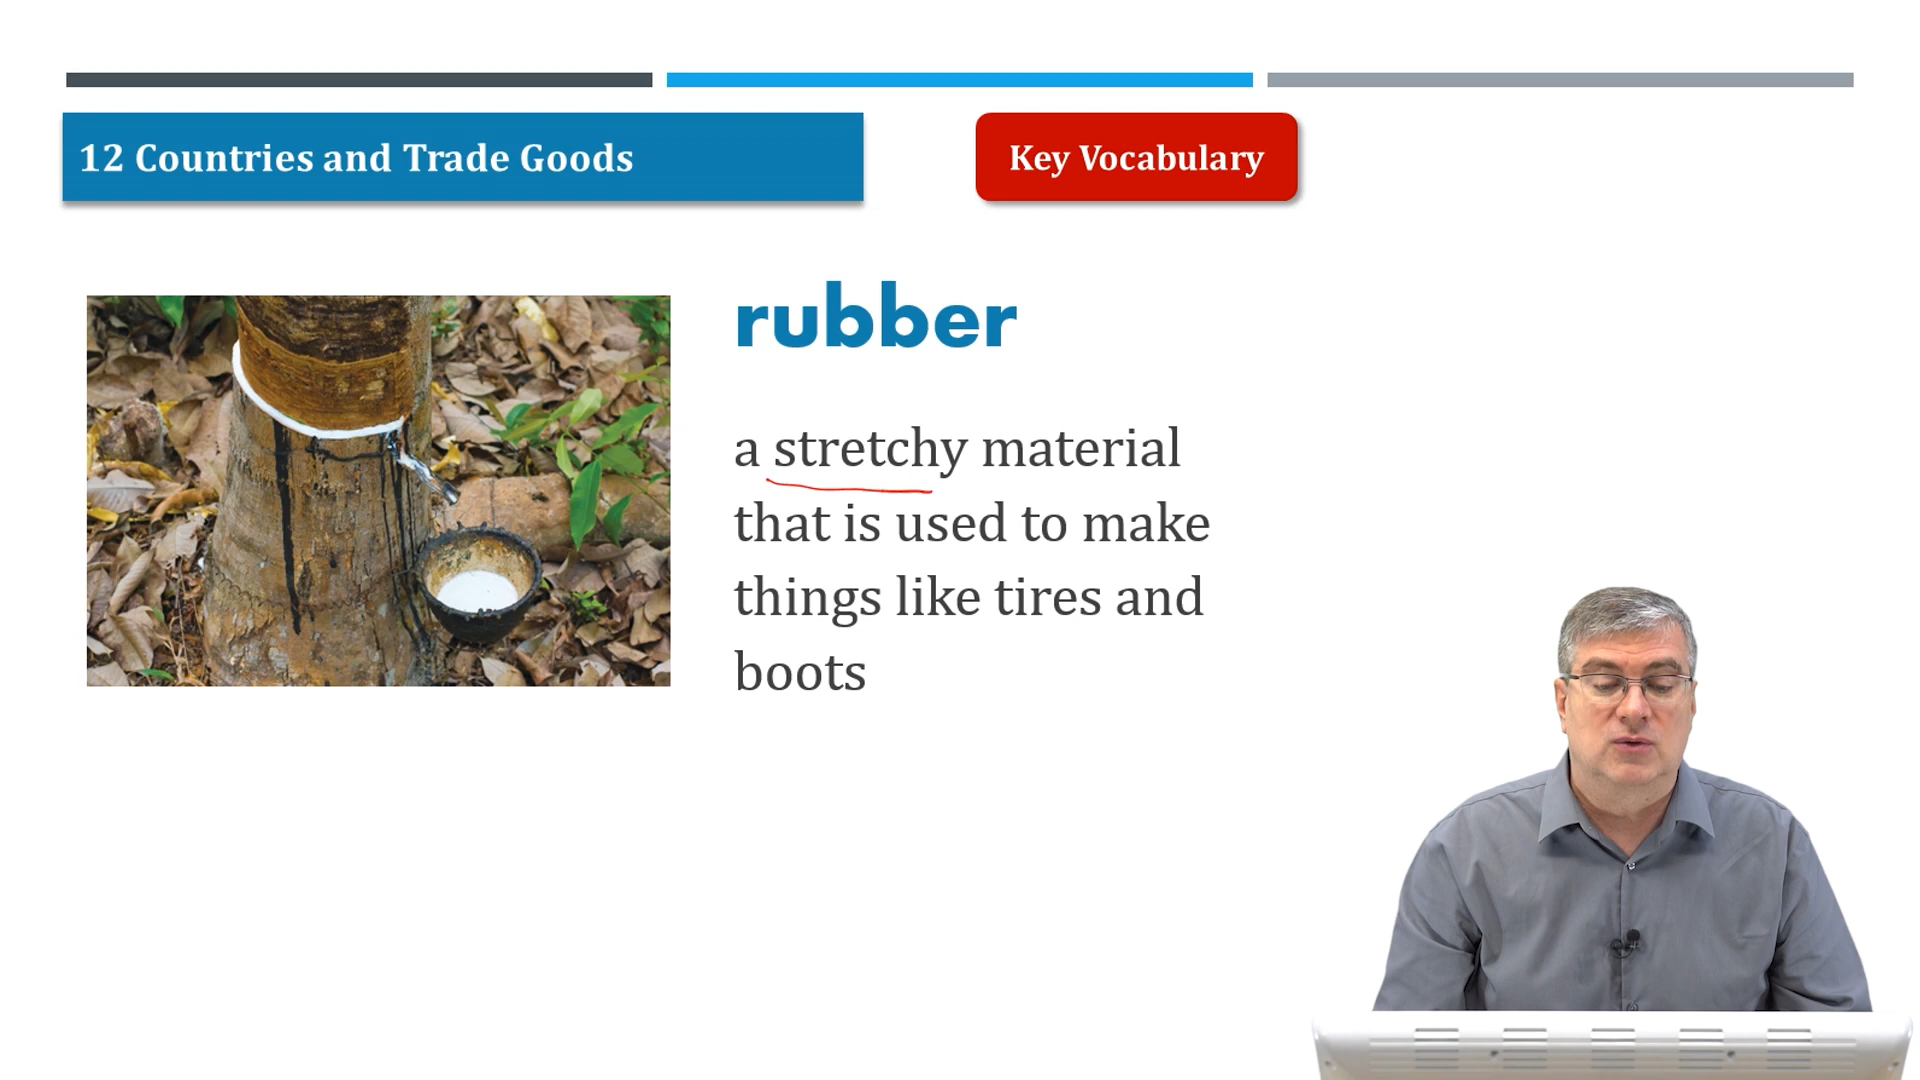 12 Countries and Trade Goods
Key Vocabulary
rubber
a stretchy material
that is used to make
things like tires and
boots